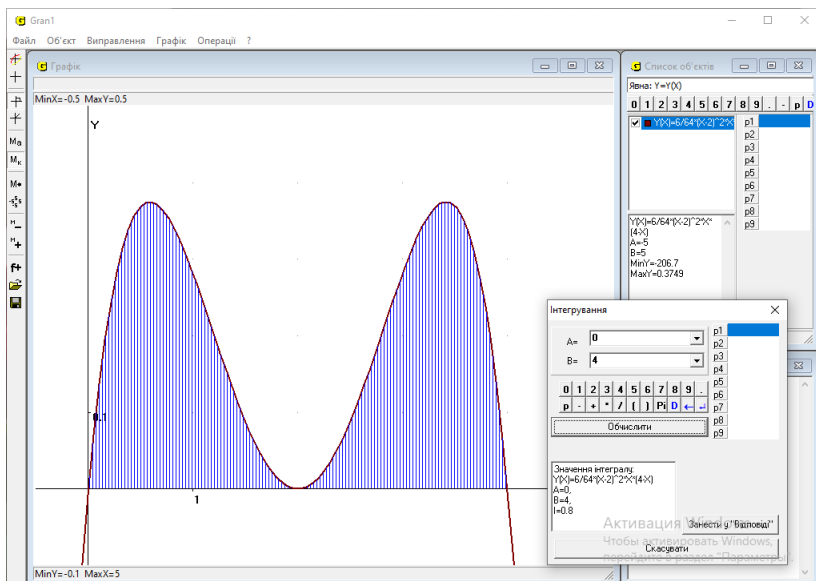 Gran1
Файл Об'єкт Виправлення Графік Операції ?
Графік
MinX=-0.5 MaxY=0.5
Y
0.1
1
MinY=-0.1 MaxX=5
Ma
Mк
M
f+
Список об'єктів
Явна: Y=Y(X)
0 1 2 3 4 5 6 7 8 9 . - p D
Y(X)=6/64*(X-2)^2*X*
p1
p2
p3
p4
p5
p6
p7
p8
p9
Y(X)=6/64*(X-2)^2*X*
(4-X)
A=-5
B=5
MinY=-206.7
MaxY=0.3749
Інтегрування
A= 0
B= 4
0 1 2 3 4 5 6 7 8 9 .
p - + * / ( ) Pi D ← ↲
Обчислити
p1
p2
p3
p4
p5
p6
p7
p8
p9
Значення інтегралу:
Y(X)=6/64*(X-2)^2*X*(4-X)
A=0,
B=4,
I=0.8
Занести у "Відповіді"
Скасувати
Активация Windows
Чтобы активировать Windows,
перейдите в раздел "Параметры".